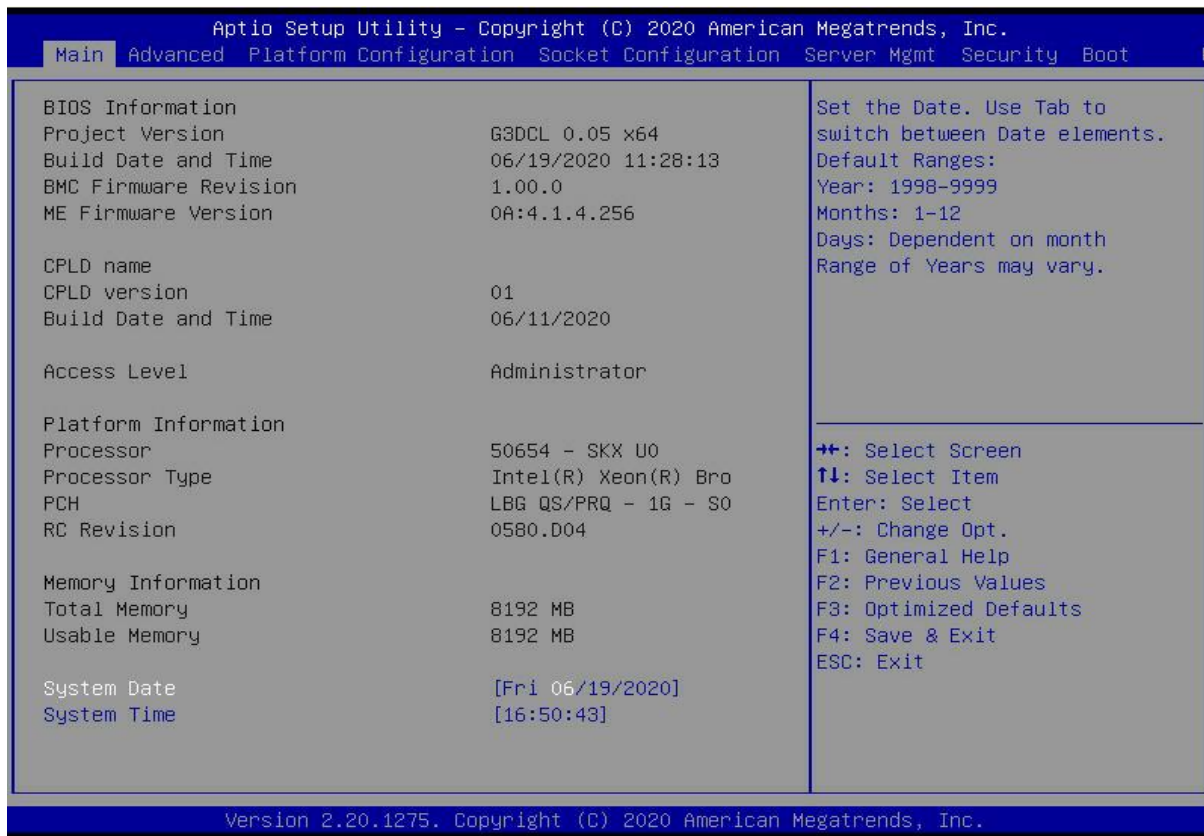 Aptio Setup Utility – Copyright (C) 2020 American Megatrends, Inc.
Main Advanced Platform Configuration Socket Configuration Server Mgmt Security Boot
BIOS Information
Project Version G3DCL 0.05 x64
Build Date and Time 06/19/2020 11:28:13
BMC Firmware Revision 1.00.0
ME Firmware Version 0A:4.1.4.256
CPLD name
CPLD version 01
Build Date and Time 06/11/2020
Access Level Administrator
Platform Information
Processor 50654 – SKX U0
Processor Type Intel(R) Xeon(R) Bro
PCH LBG QS/PRQ – 1G – S0
RC Revision 0580.D04
Memory Information
Total Memory 8192 MB
Usable Memory 8192 MB
System Date [Fri 06/19/2020]
System Time [16:50:43]
Set the Date. Use Tab to
switch between Date elements.
Default Ranges:
Year: 1998–9999
Months: 1–12
Days: Dependent on month
Range of Years may vary.
→←: Select Screen
↑↓: Select Item
Enter: Select
+/–: Change Opt.
F1: General Help
F2: Previous Values
F3: Optimized Defaults
F4: Save & Exit
ESC: Exit
Version 2.20.1275. Copyright (C) 2020 American Megatrends, Inc.